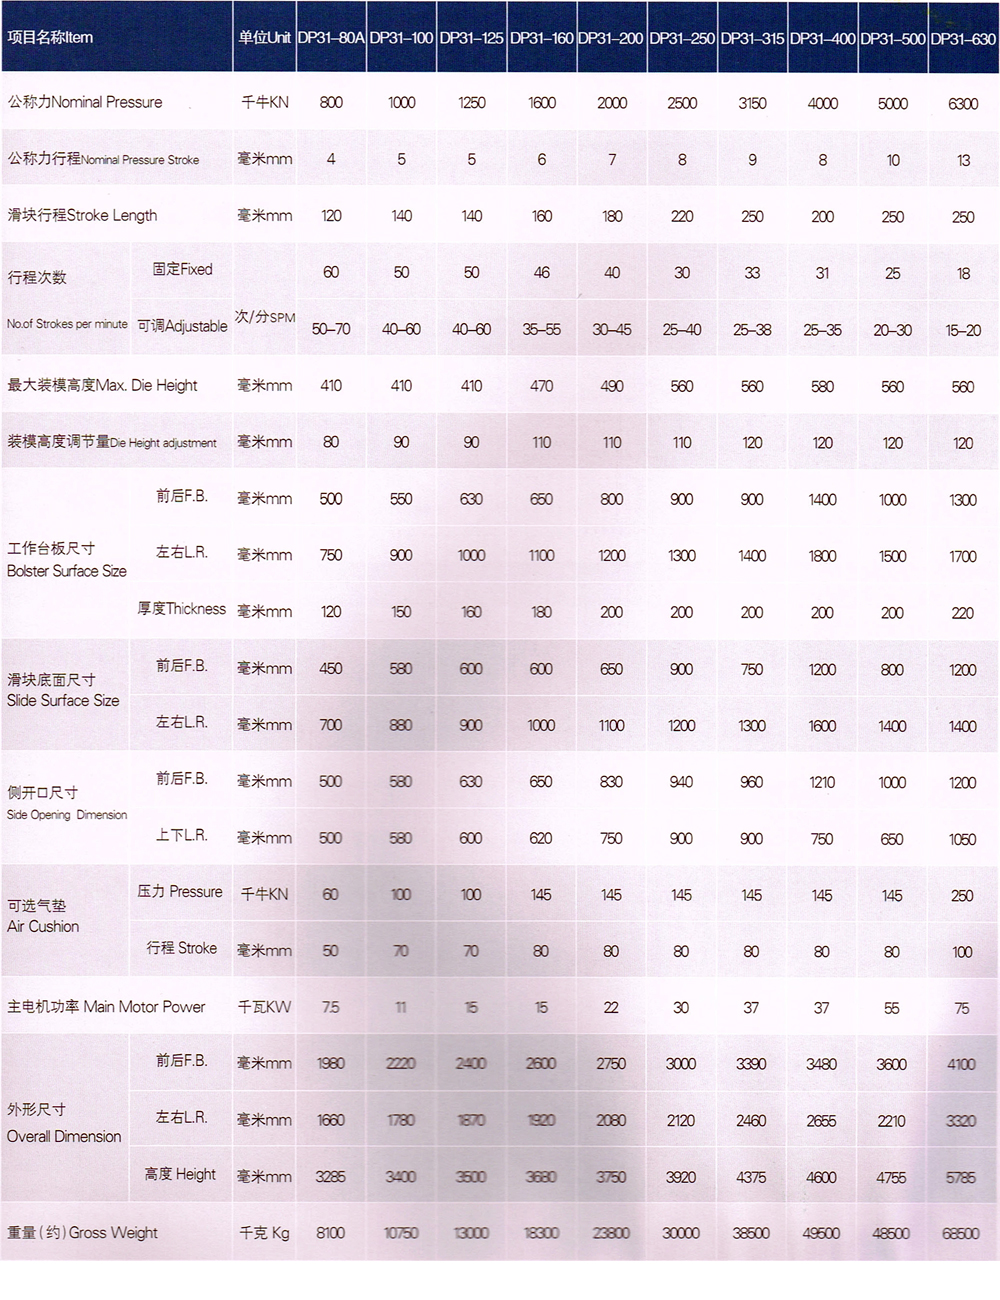 项目名称Item 单位Unit DP31-80A DP31-100 DP31-125 DP31-160 DP31-200 DP31-250 DP31-315 DP31-400 DP31-500 DP31-630
公称力Nominal Pressure 千牛KN 800 1000 1250 1600 2000 2500 3150 4000 5000 6300
公称力行程Nominal Pressure Stroke 毫米mm 4 5 5 6 7 8 9 8 10 13
滑块行程Stroke Length 毫米mm 120 140 140 160 180 220 250 200 250 250
行程次数 No.of Strokes per minute 固定Fixed 次/分SPM 60 50 50 46 40 30 33 31 25 18
可调Adjustable 50-70 40-60 40-60 35-55 30-45 25-40 25-38 25-35 20-30 15-20
最大装模高度Max. Die Height 毫米mm 410 410 410 470 490 560 560 580 560 560
装模高度调节量Die Height adjustment 毫米mm 80 90 90 110 110 110 120 120 120 120
工作台板尺寸 Bolster Surface Size 前后F.B. 毫米mm 500 550 630 650 800 900 900 1400 1000 1300
左右L.R. 毫米mm 750 900 1000 1100 1200 1300 1400 1800 1500 1700
厚度Thickness 毫米mm 120 150 160 180 200 200 200 200 200 220
滑块底面尺寸 Slide Surface Size 前后F.B. 毫米mm 450 580 600 600 650 900 750 1200 800 1200
左右L.R. 毫米mm 700 880 900 1000 1100 1200 1300 1600 1400 1400
侧开口尺寸 Side Opening Dimension 前后F.B. 毫米mm 500 580 630 650 830 940 960 1210 1000 1200
上下L.R. 毫米mm 500 580 600 620 750 900 900 750 650 1050
可选气垫 Air Cushion 压力 Pressure 千牛KN 60 100 100 145 145 145 145 145 145 250
行程 Stroke 毫米mm 50 70 70 80 80 80 80 80 80 100
主电机功率 Main Motor Power 千瓦KW 7.5 11 15 15 22 30 37 37 55 75
外形尺寸 Overall Dimension 前后F.B. 毫米mm 1980 2220 2400 2600 2750 3000 3390 3480 3600 4100
左右L.R. 毫米mm 1660 1780 1870 1920 2080 2120 2460 2655 2210 3320
高度 Height 毫米mm 3285 3400 3500 3680 3750 3920 4375 4600 4755 5785
重量(约)Gross Weight 千克 Kg 8100 10750 13000 18300 23800 30000 38500 49500 48500 68500